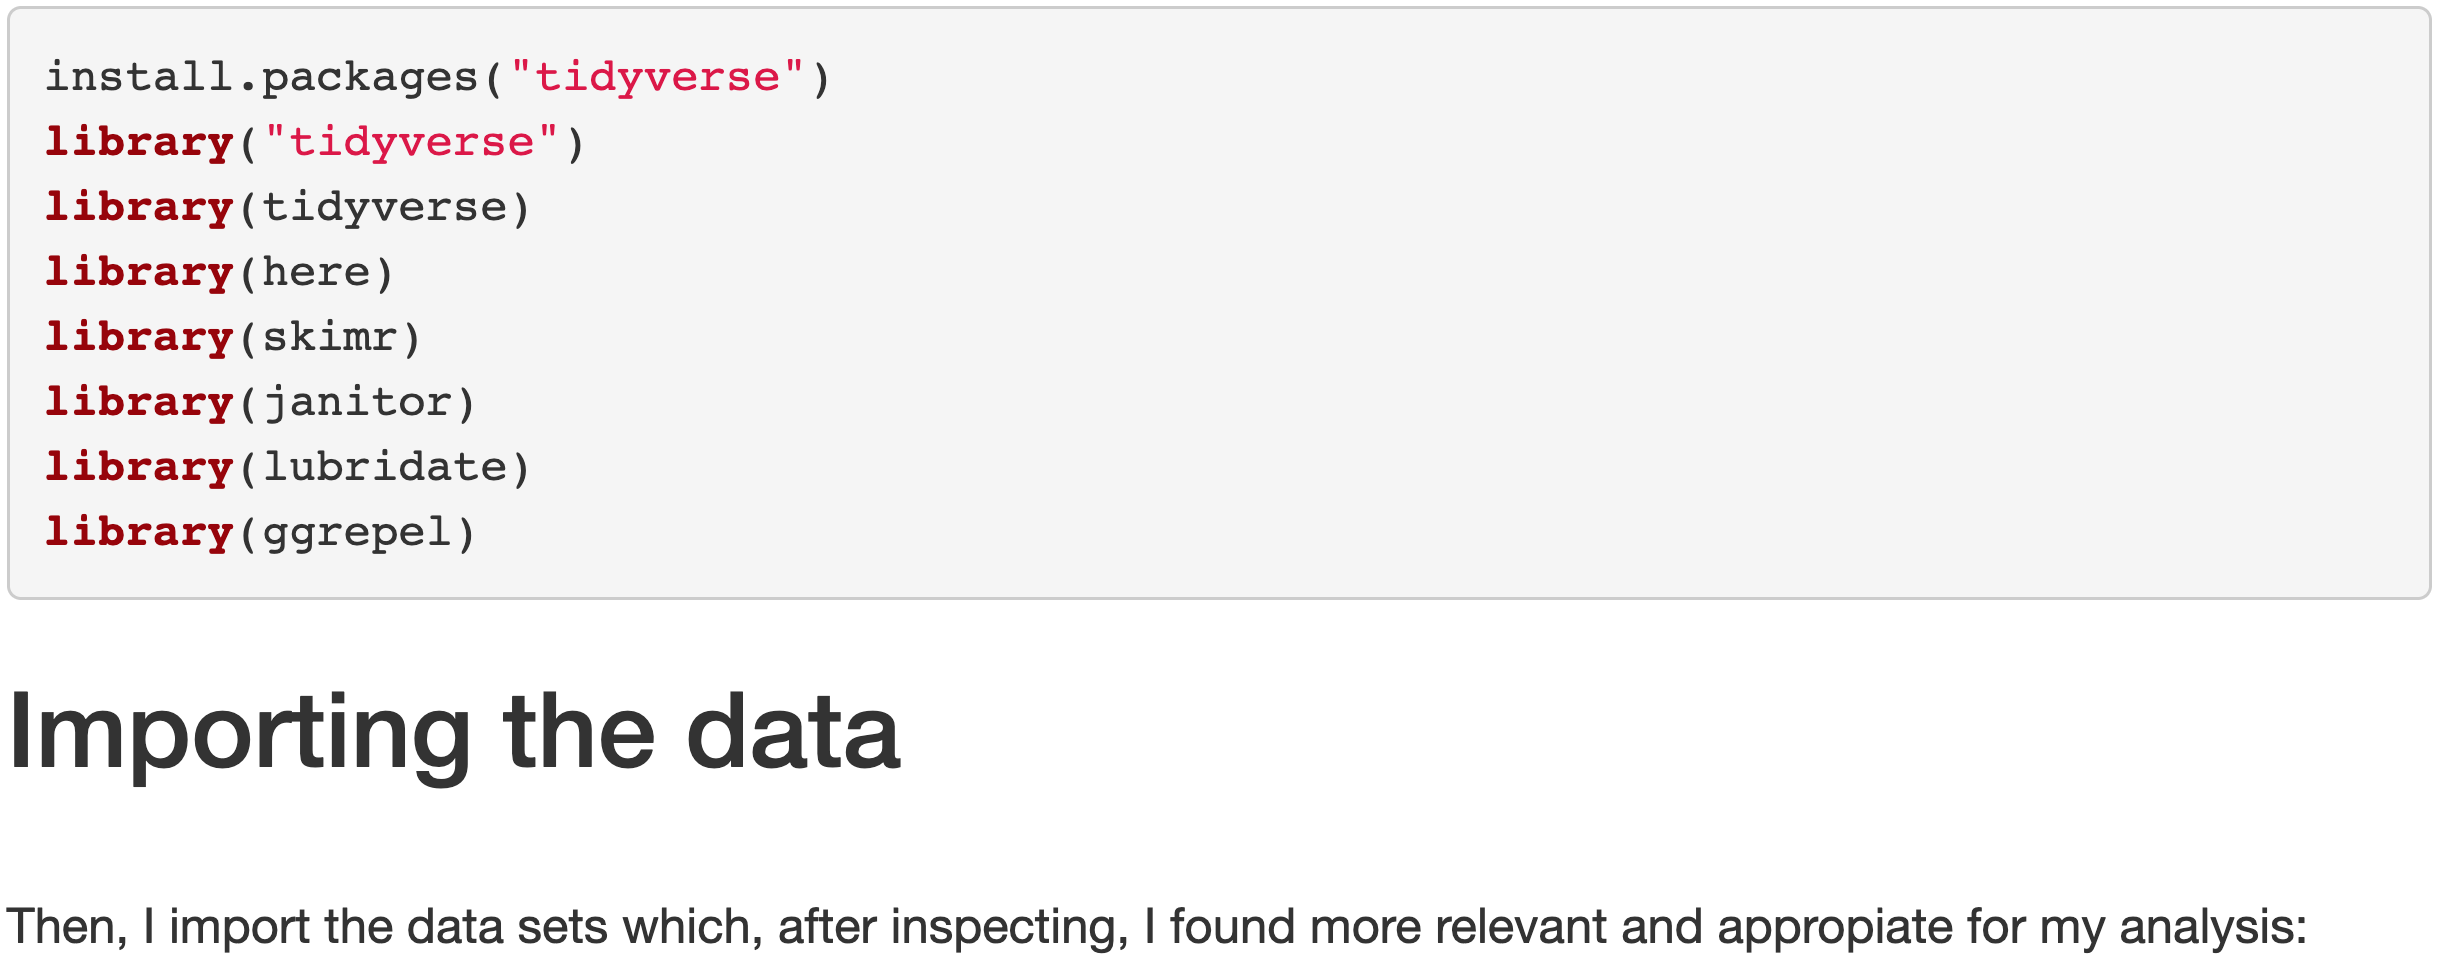 install.packages("tidyverse")
library("tidyverse")
library(tidyverse)
library(here)
library(skimr)
library(janitor)
library(lubridate)
library(ggrepel)
Importing the data
Then, I import the data sets which, after inspecting, I found more relevant and appropiate for my analysis: